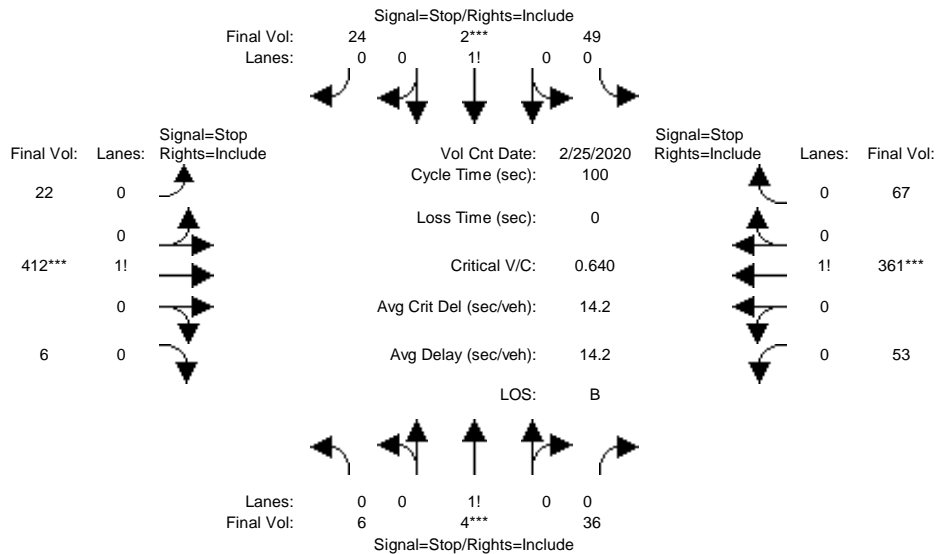 Signal=Stop/Rights=Include
Final Vol: 24 2*** 49
Lanes: 0 0 1! 0 0
Signal=Stop Signal=Stop
Final Vol: Lanes: Rights=Include Vol Cnt Date: 2/25/2020 Rights=Include Lanes: Final Vol:
Cycle Time (sec): 100
22 0 0 67
Loss Time (sec): 0
0 0
412*** 1! Critical V/C: 0.640 1! 361***
0 Avg Crit Del (sec/veh): 14.2 0
6 0 Avg Delay (sec/veh): 14.2 0 53
LOS: B
Lanes: 0 0 1! 0 0
Final Vol: 6 4*** 36
Signal=Stop/Rights=Include